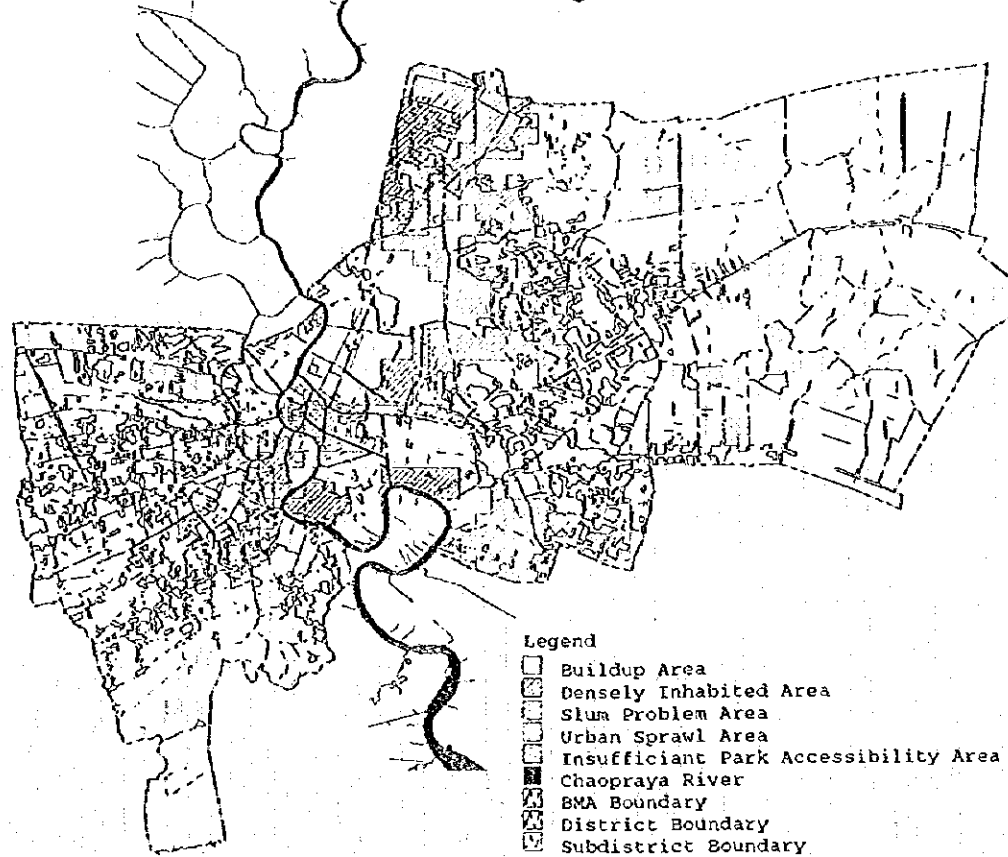 Legend
Buildup Area
Densely Inhabited Area
Slum Problem Area
Urban Sprawl Area
Insufficiant Park Accessibility Area
Chaopraya River
BMA Boundary
District Boundary
Subdistrict Boundary